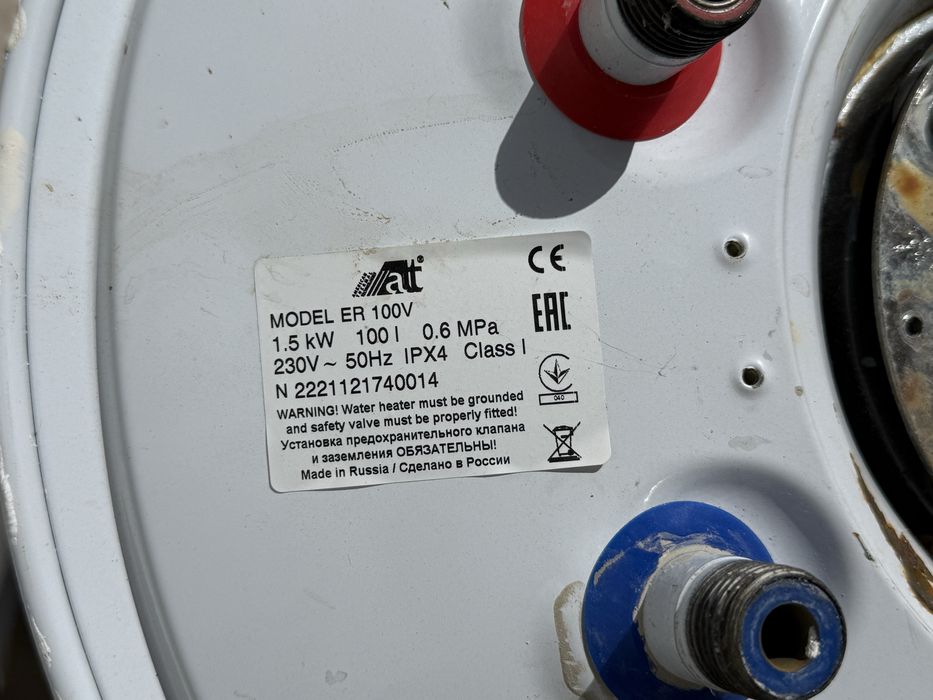 att®
CE
EAC
MODEL ER 100V
1.5 kW 100 l 0.6 MPa
230V ~ 50Hz IPX4 Class I
N 2221121740014
040
WARNING! Water heater must be grounded
and safety valve must be properly fitted!
Установка предохранительного клапана
и заземления ОБЯЗАТЕЛЬНЫ!
Made in Russia / Сделано в России